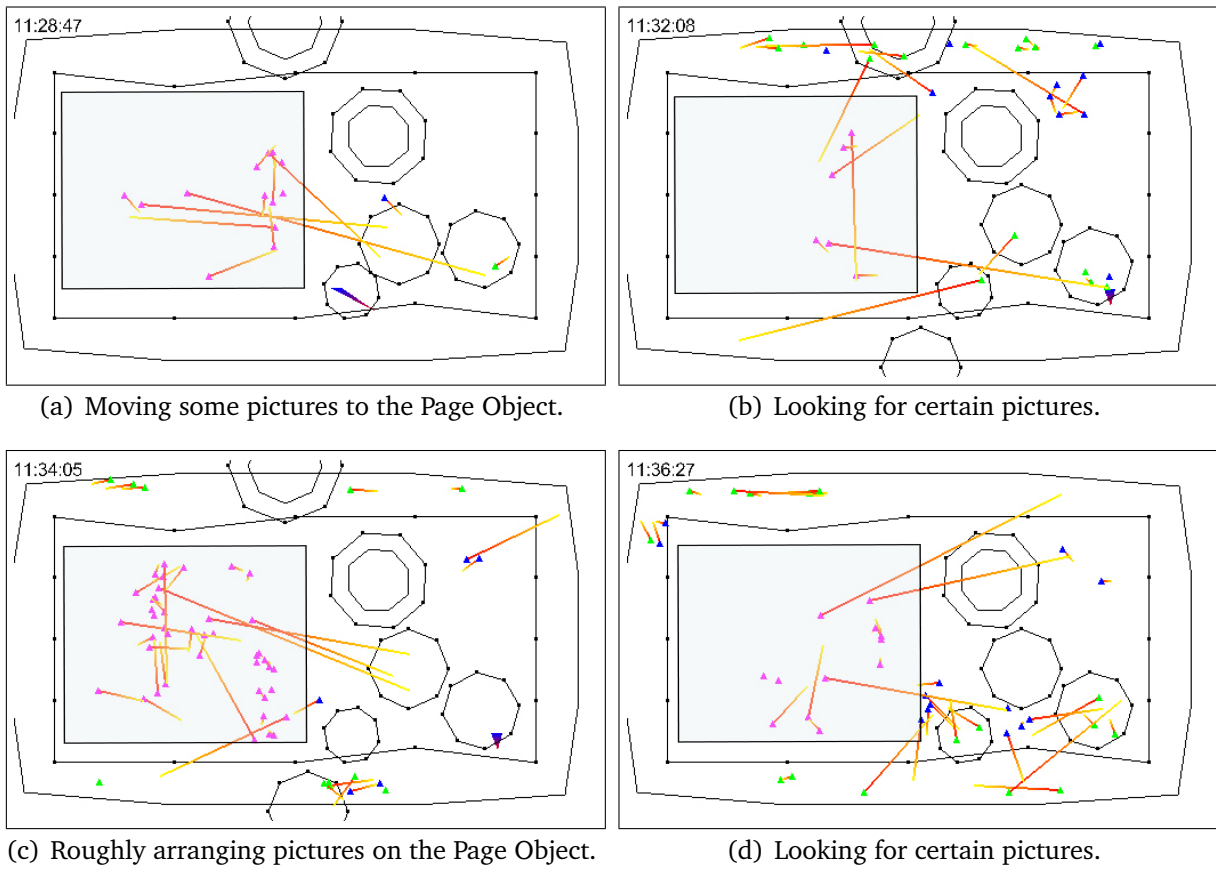 11:28:47
11:32:08
(a) Moving some pictures to the Page Object.
(b) Looking for certain pictures.
11:34:05
11:36:27
(c) Roughly arranging pictures on the Page Object.
(d) Looking for certain pictures.